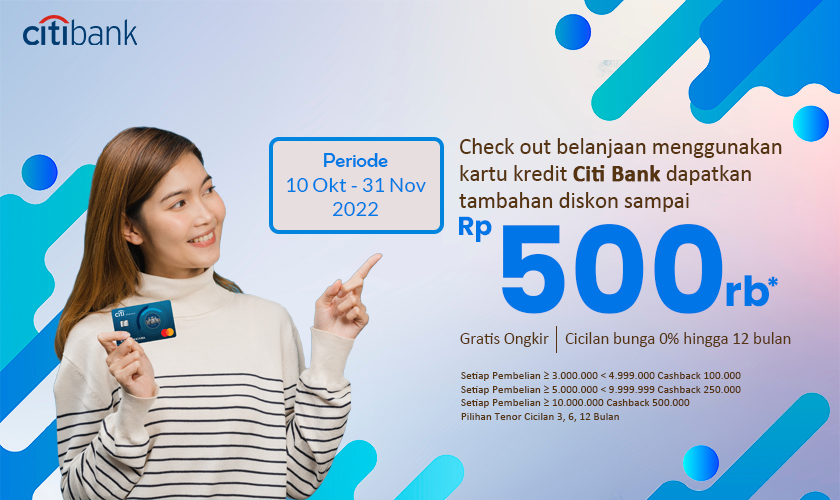 citibank
Periode
10 Okt - 31 Nov
2022
Check out belanjaan menggunakan
kartu kredit Citi Bank dapatkan
tambahan diskon sampai
Rp 500rb*
Gratis Ongkir | Cicilan bunga 0% hingga 12 bulan
Setiap Pembelian ≥ 3.000.000 < 4.999.000 Cashback 100.000
Setiap Pembelian ≥ 5.000.000 < 9.999.999 Cashback 250.000
Setiap Pembelian ≥ 10.000.000 Cashback 500.000
Pilihan Tenor Cicilan 3, 6, 12 Bulan
citi